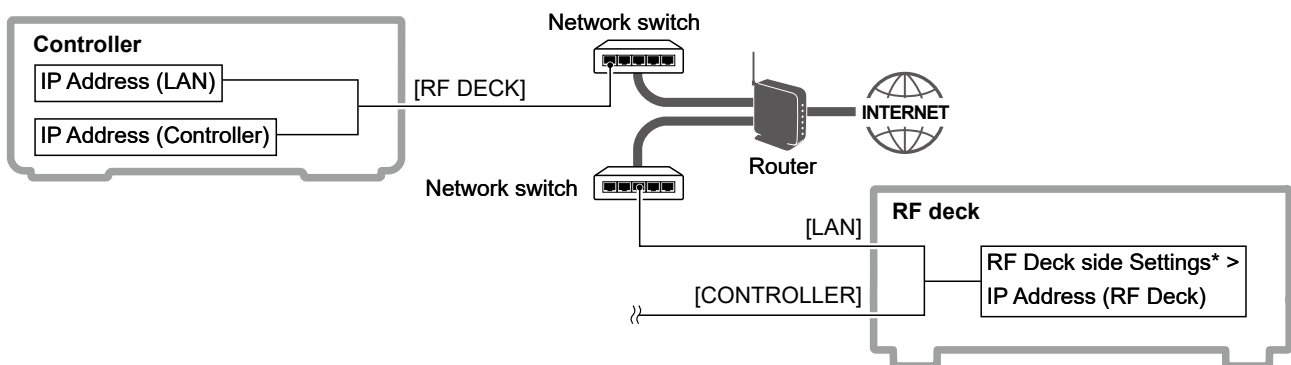 Network switch
Controller
IP Address (LAN)
[RF DECK]
IP Address (Controller)
INTERNET
Router
Network switch
RF deck
[LAN]
RF Deck side Settings* >
IP Address (RF Deck)
[CONTROLLER]